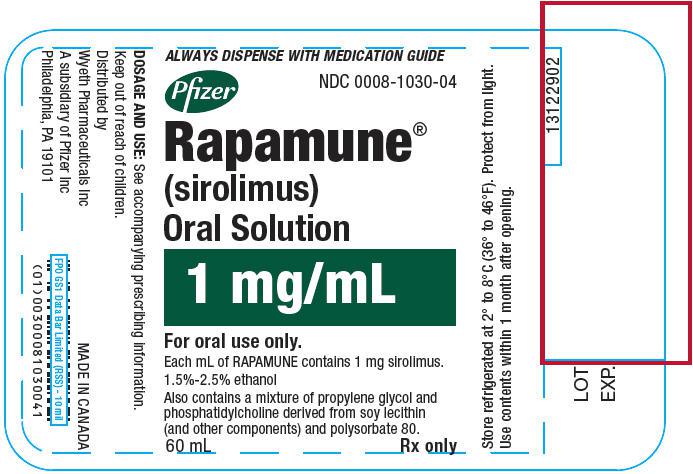 ALWAYS DISPENSE WITH MEDICATION GUIDE
Pfizer
NDC 0008-1030-04
Rapamune®
(sirolimus)
Oral Solution
1 mg/mL
For oral use only.
Each mL of RAPAMUNE contains 1 mg sirolimus.
1.5%-2.5% ethanol
Also contains a mixture of propylene glycol and
phosphatidylcholine derived from soy lecithin
(and other components) and polysorbate 80.
60 mL
Rx only
DOSAGE AND USE: See accompanying prescribing information.
Keep out of reach of children.
Distributed by
Wyeth Pharmaceuticals Inc
A subsidiary of Pfizer Inc
Philadelphia, PA 19101
MADE IN CANADA
FPO GS1 Data Bar Limited (RSS) - 10 mil
(01)00300081030041
Store refrigerated at 2° to 8°C (36° to 46°F). Protect from light.
Use contents within 1 month after opening.
13122902
LOT
EXP.